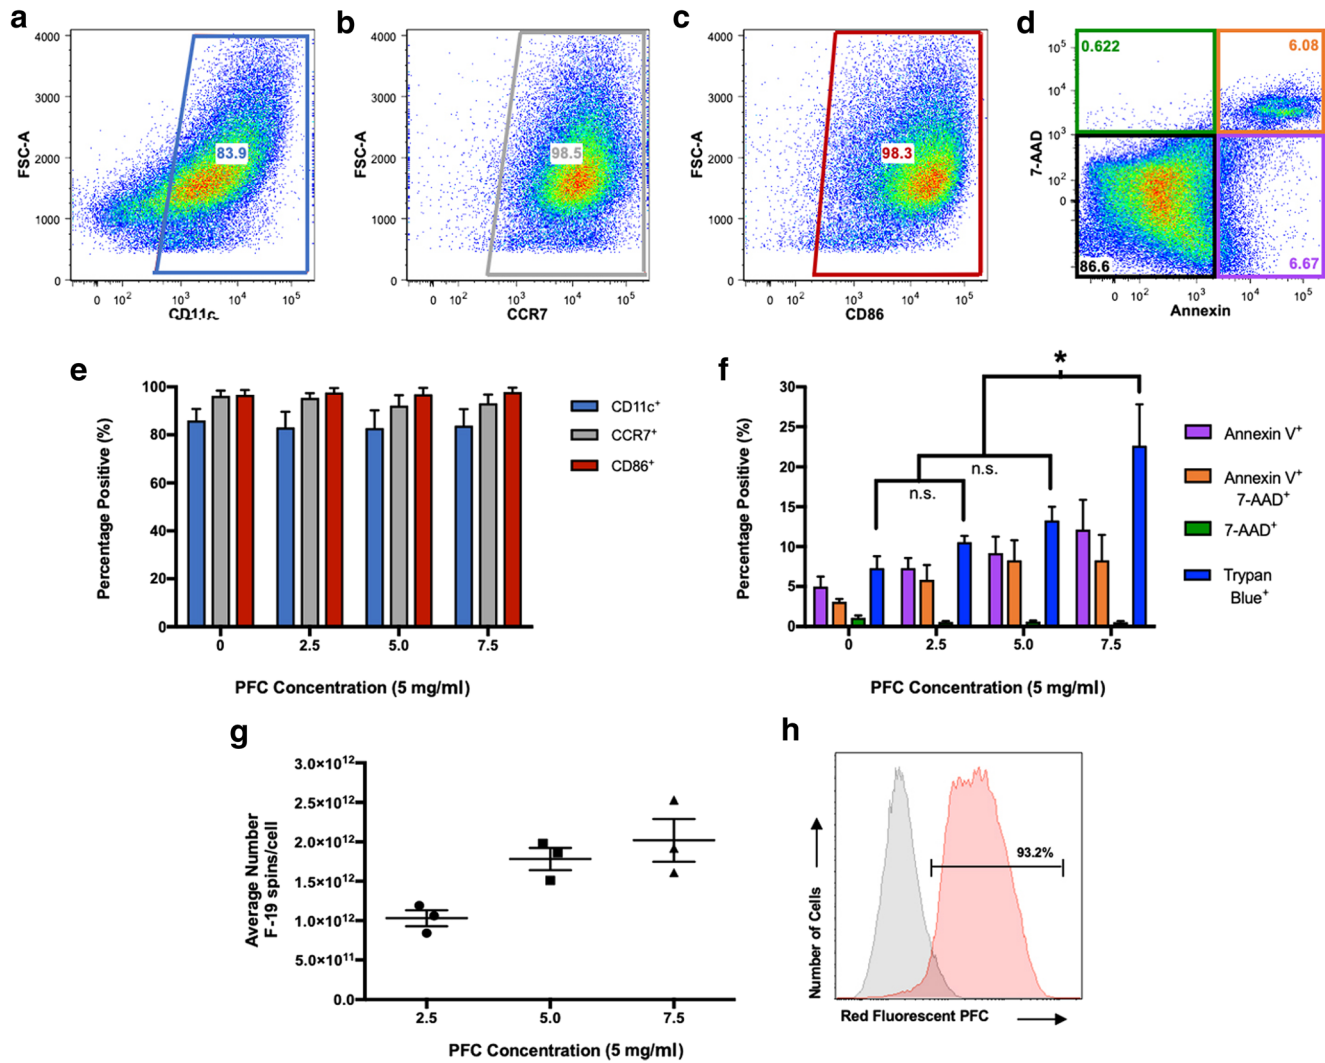 a
4000
3000
2000
1000
0
FSC-A
83.9
0 10² 10³ 10⁴ 10⁵
CD11c
b
4000
3000
2000
1000
0
FSC-A
98.5
0 10² 10³ 10⁴ 10⁵
CCR7
c
4000
3000
2000
1000
0
FSC-A
98.3
0 10² 10³ 10⁴ 10⁵
CD86
d
10⁵
10⁴
10³
10²
0
7-AAD
0.622
6.08
86.6
6.67
0 10² 10³ 10⁴ 10⁵
Annexin
e
100
80
60
40
20
0
Percentage Positive (%)
0 2.5 5.0 7.5
PFC Concentration (5 mg/ml)
CD11c⁺
CCR7⁺
CD86⁺
f
30
25
20
15
10
5
0
Percentage Positive (%)
*
n.s.
n.s.
0 2.5 5.0 7.5
PFC Concentration (5 mg/ml)
Annexin V⁺
Annexin V⁺
7-AAD⁺
7-AAD⁺
Trypan
Blue⁺
g
3.0×10¹²
2.5×10¹²
2.0×10¹²
1.5×10¹²
1.0×10¹²
5.0×10¹¹
0.0
Average Number
F-19 spins/cell
2.5 5.0 7.5
PFC Concentration (5 mg/ml)
h
93.2%
Number of Cells
Red Fluorescent PFC